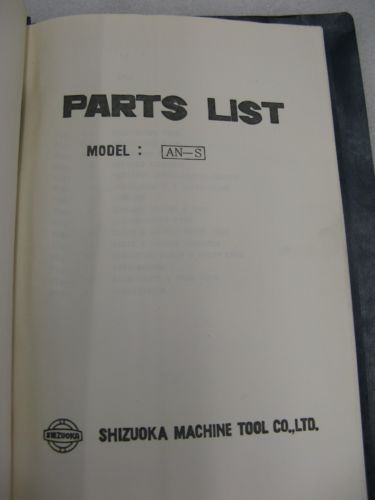 PARTS LIST
MODEL : AN-S
SHIZUOKA
SHIZUOKA MACHINE TOOL CO.,LTD.